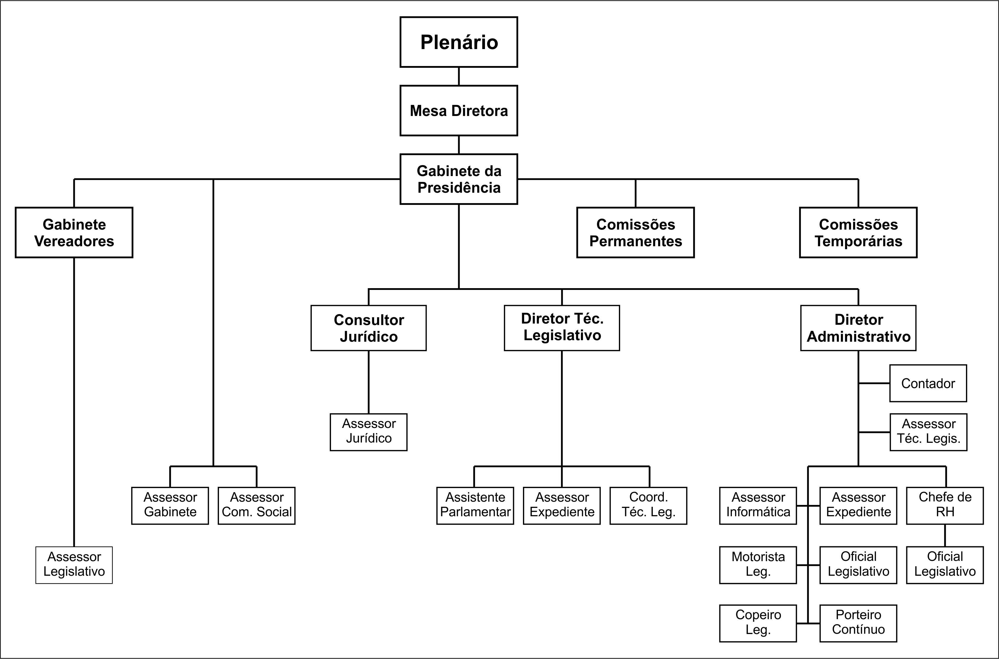 Plenário
Mesa Diretora
Gabinete da
Presidência
Gabinete
Vereadores
Comissões
Permanentes
Comissões
Temporárias
Consultor
Jurídico
Diretor Téc.
Legislativo
Diretor
Administrativo
Contador
Assessor
Jurídico
Assessor
Téc. Legis.
Assessor
Gabinete
Assessor
Com. Social
Assistente
Parlamentar
Assessor
Expediente
Coord.
Téc. Leg.
Assessor
Informática
Assessor
Expediente
Chefe de
RH
Assessor
Legislativo
Motorista
Leg.
Oficial
Legislativo
Oficial
Legislativo
Copeiro
Leg.
Porteiro
Contínuo